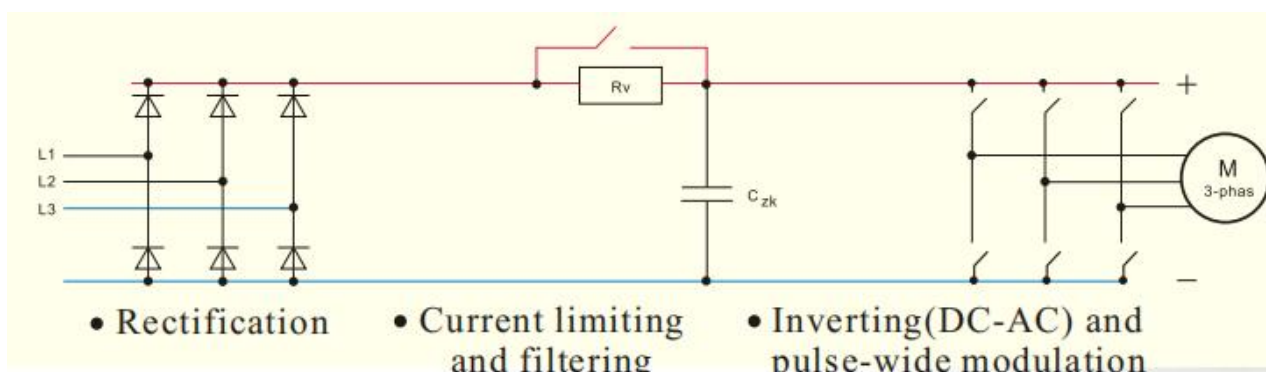 Rv
+
L1
L2
L3
M
3-phas
C zk
−
• Rectification
• Current limiting
and filtering
• Inverting(DC-AC) and
pulse-wide modulation